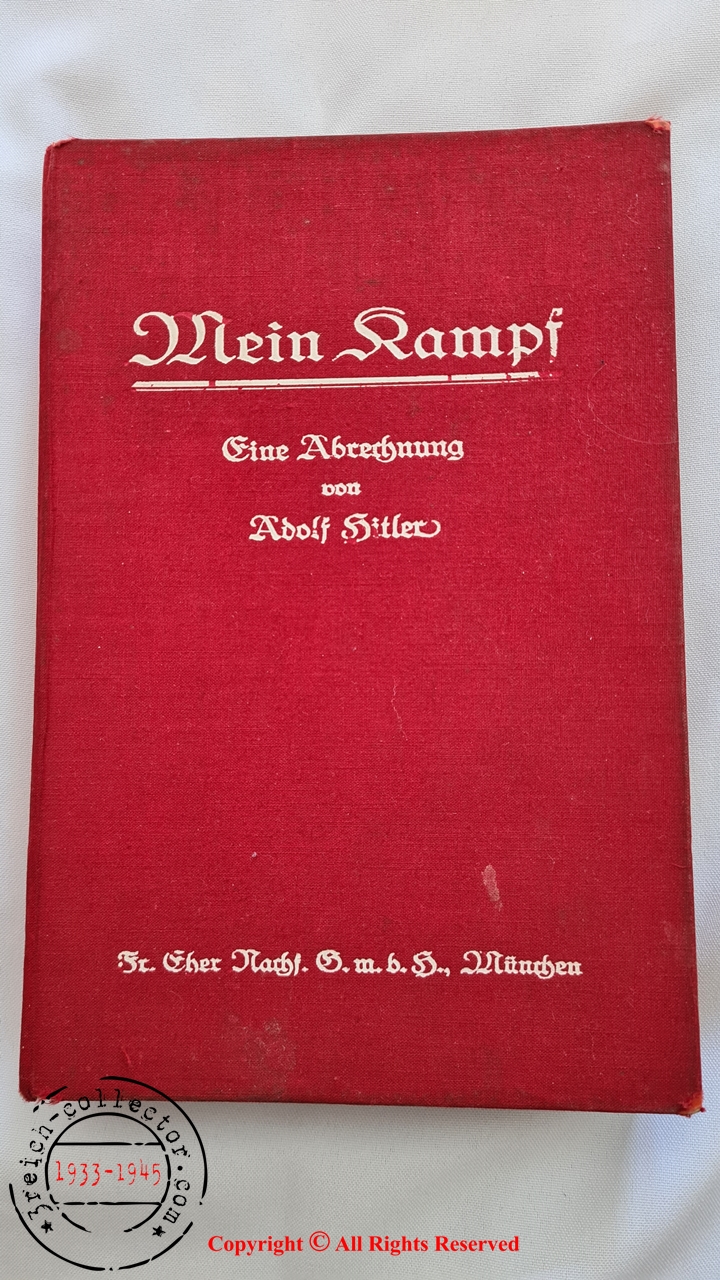 Mein Kampf
Eine Abrechnung
von
Adolf Hitler
Fr. Eher Nachf. G.m.b.H., München
★ 3reich-collector.com ★
1933-1945
Copyright © All Rights Reserved